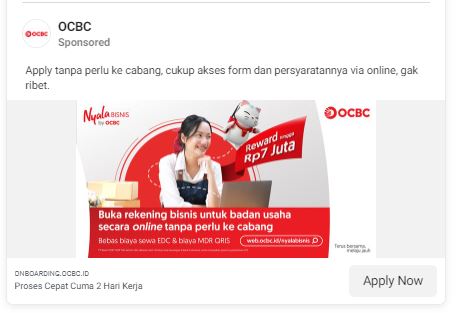 OCBC
OCBC
Sponsored
Apply tanpa perlu ke cabang, cukup akses form dan persyaratannya via online, gak
ribet.
Nyala BISNIS
by OCBC
OCBC
Reward hingga
Rp7 Juta
Buka rekening bisnis untuk badan usaha
secara online tanpa perlu ke cabang
Bebas biaya sewa EDC & biaya MDR QRIS
web.ocbc.id/nyalabisnis
Terus bersama,
melaju jauh
ONBOARDING.OCBC.ID
Proses Cepat Cuma 2 Hari Kerja
Apply Now